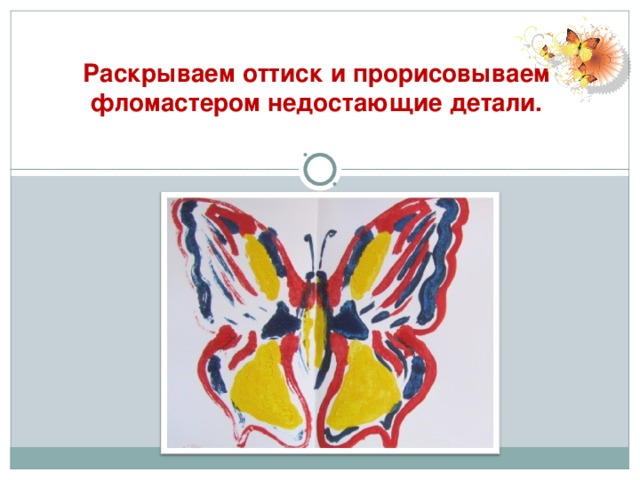 Раскрываем оттиск и прорисовываем
фломастером недостающие детали.